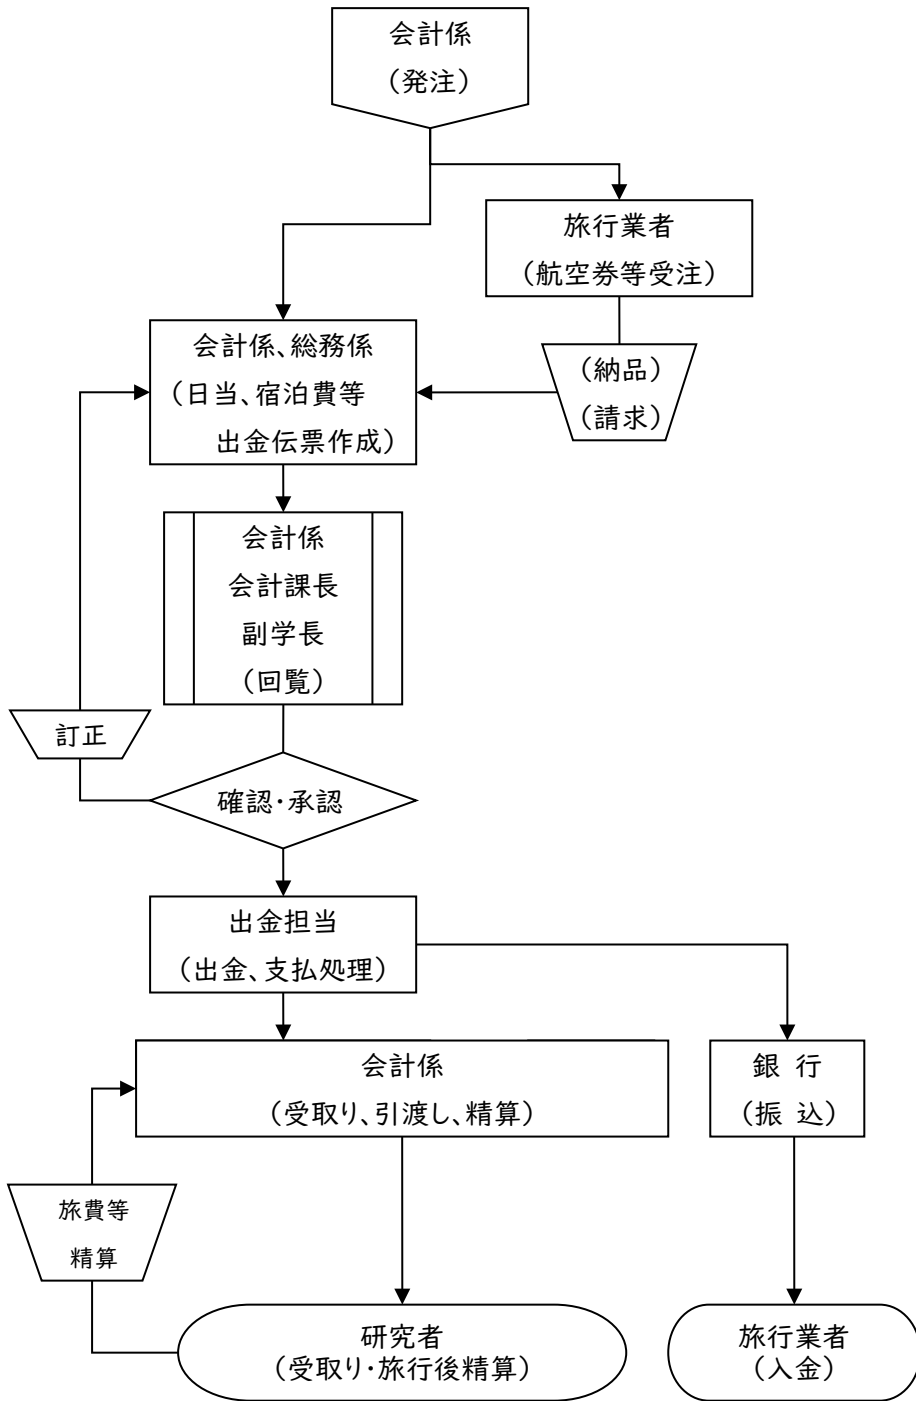 会計係
（発注）
旅行業者
（航空券等受注）
会計係、総務係
（日当、宿泊費等
出金伝票作成）
（納品）
（請求）
会計係
会計課長
副学長
（回覧）
訂正
確認・承認
出金担当
（出金、支払処理）
会計係
（受取り、引渡し、精算）
銀 行
（振 込）
旅費等
精算
研究者
（受取り・旅行後精算）
旅行業者
（入金）